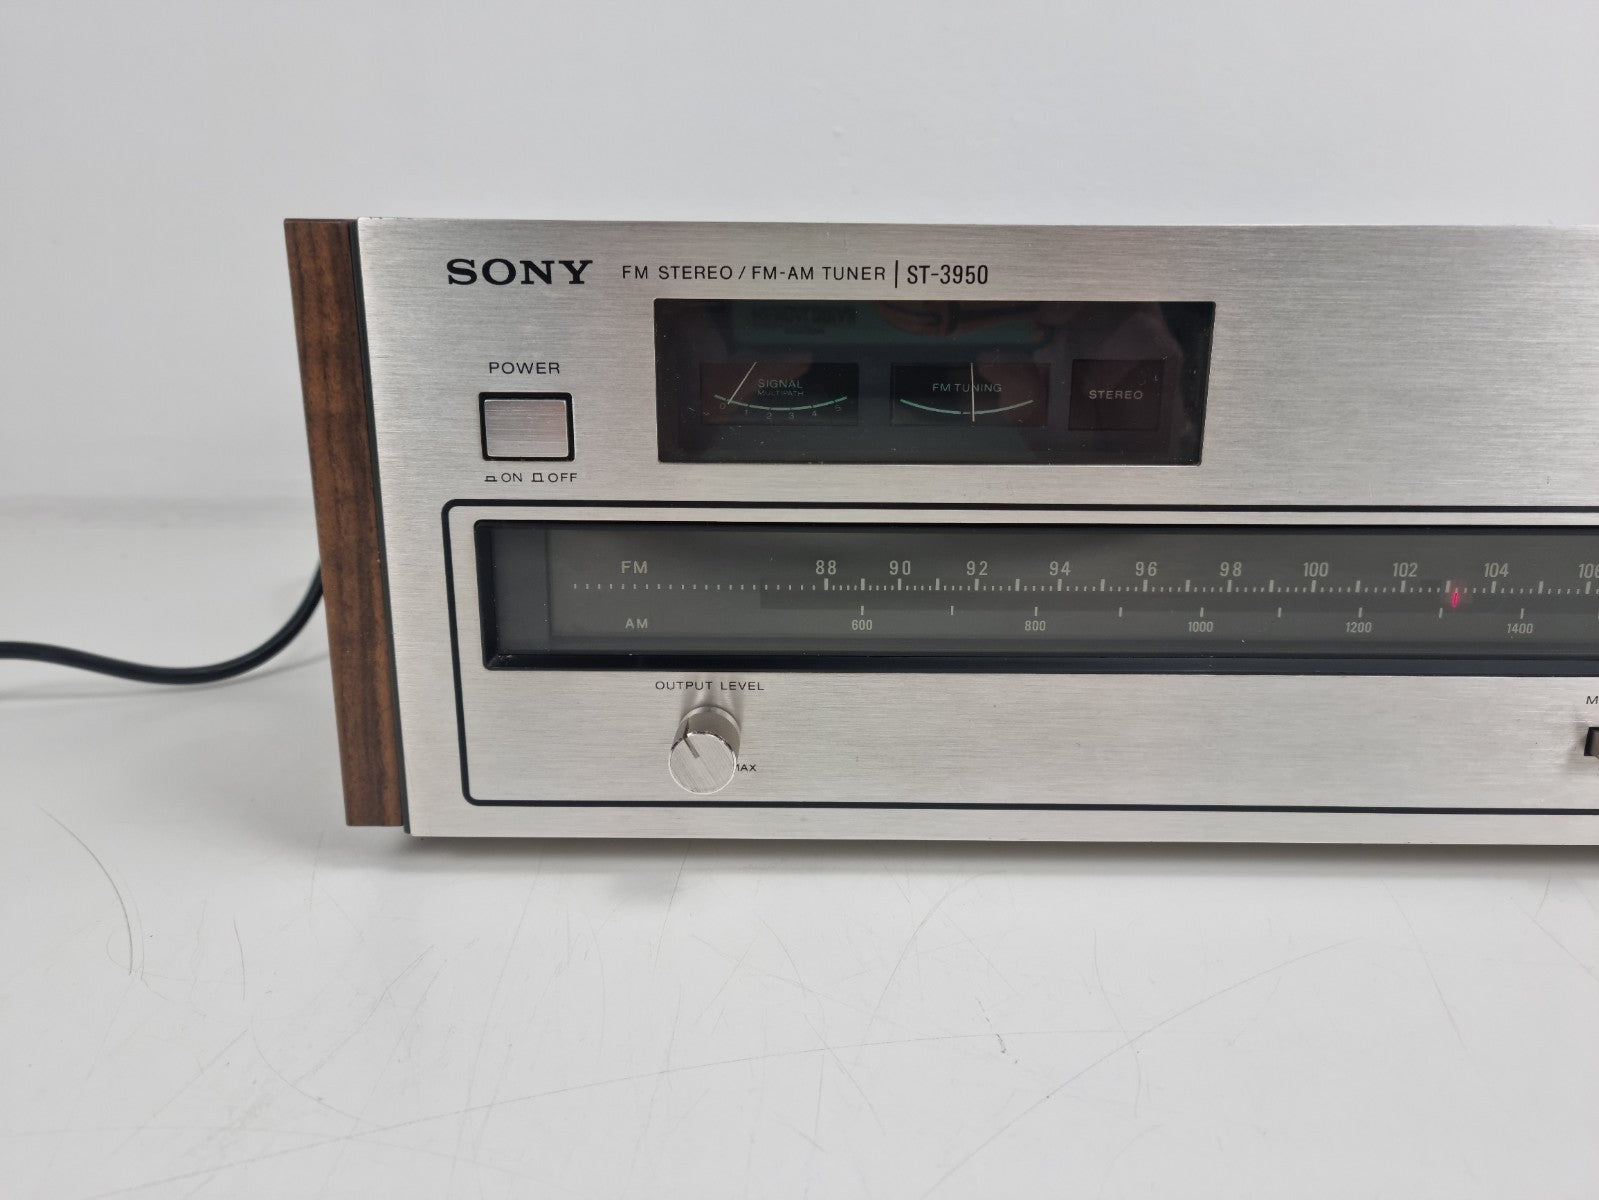 SONY FM STEREO / FM-AM TUNER | ST-3950
POWER
ON OFF
SIGNAL
MULTIPATH
0 1 2 3 4 5
FM TUNING
STEREO
FM 88 90 92 94 96 98 100 102 104 106
AM 600 800 1000 1200 1400
OUTPUT LEVEL
MAX
M